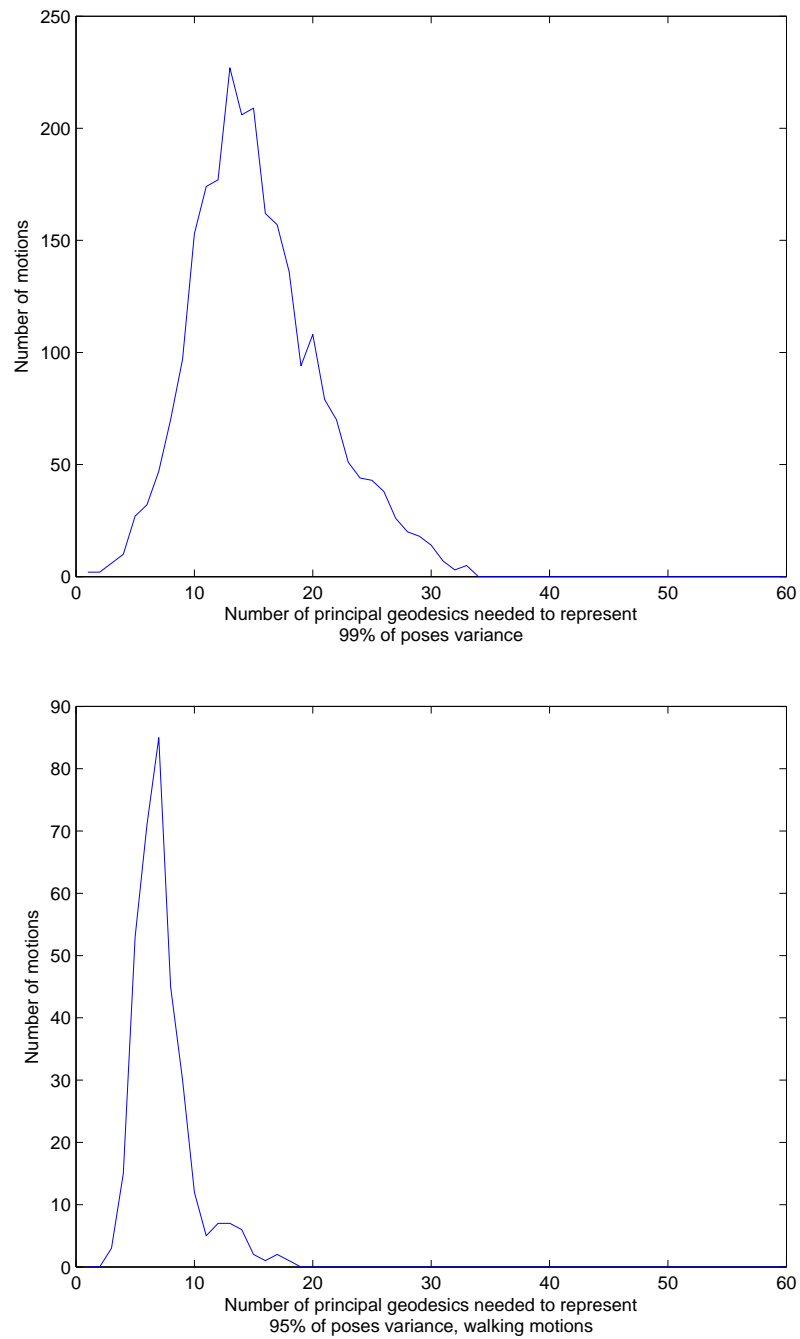 250
200
150
100
50
0
Number of motions
0 10 20 30 40 50 60
Number of principal geodesics needed to represent
99% of poses variance
90
80
70
60
50
40
30
20
10
0
Number of motions
0 10 20 30 40 50 60
Number of principal geodesics needed to represent
95% of poses variance, walking motions